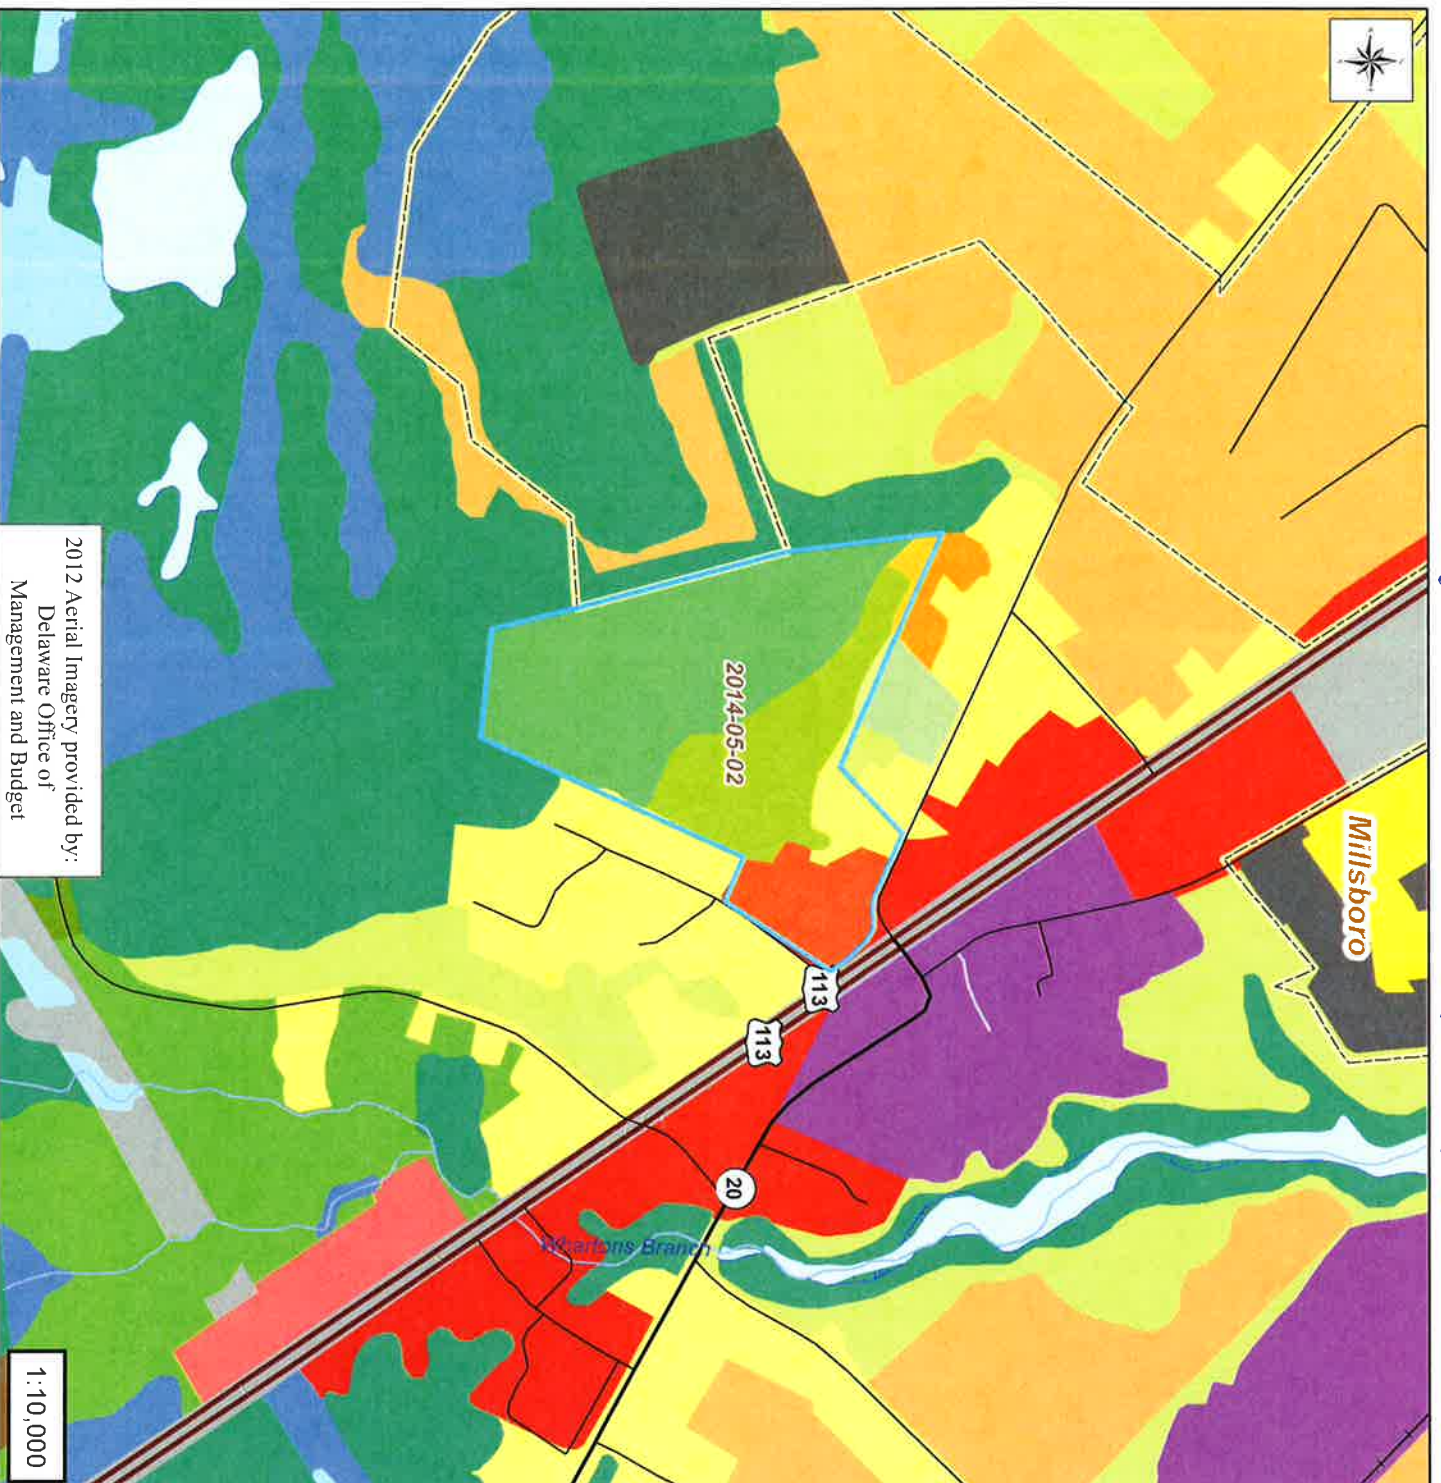 Millsboro
2014-05-02
113
113
20
Whartons Branch
2012 Aerial Imagery provided by:
Delaware Office of
Management and Budget
1:10,000